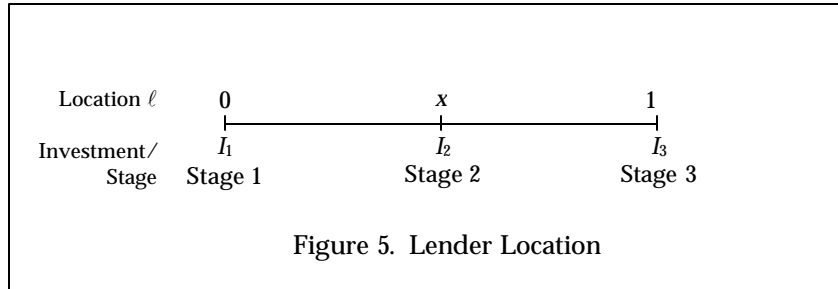 Location ℓ 0 x 1
Investment/ I₁ I₂ I₃
Stage Stage 1 Stage 2 Stage 3
Figure 5. Lender Location